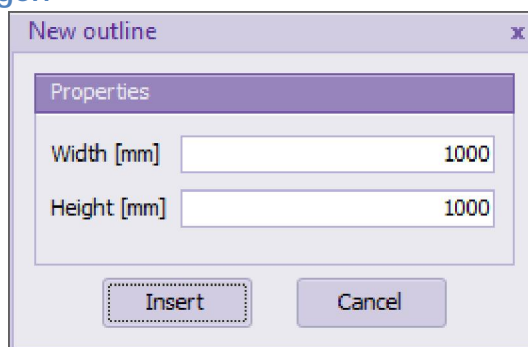 New outline x
Properties
Width [mm] 1000
Height [mm] 1000
Insert Cancel